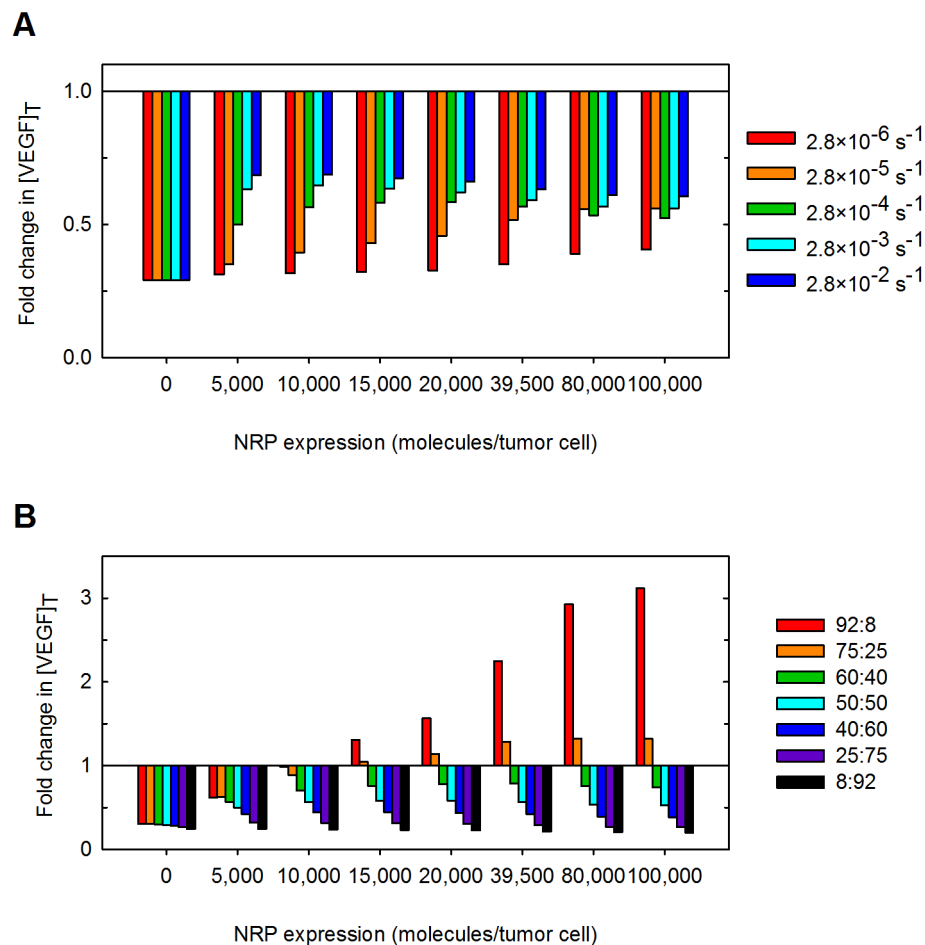 A
Fold change in [VEGF]T
1.0
0.5
0.0
0 5,000 10,000 15,000 20,000 39,500 80,000 100,000
NRP expression (molecules/tumor cell)
2.8×10-6 s-1
2.8×10-5 s-1
2.8×10-4 s-1
2.8×10-3 s-1
2.8×10-2 s-1
B
Fold change in [VEGF]T
3
2
1
0
0 5,000 10,000 15,000 20,000 39,500 80,000 100,000
NRP expression (molecules/tumor cell)
92:8
75:25
60:40
50:50
40:60
25:75
8:92